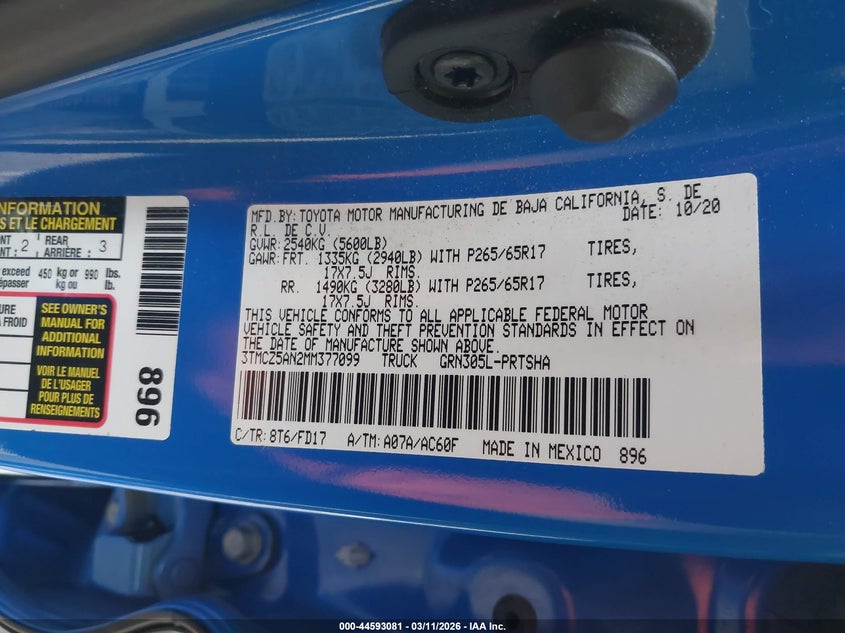 NFORMATION
S ET LE CHARGEMENT
NT : 2 REAR ARRIÈRE : 3
exceed 450 kg or 990 lbs.
épasser kg ou lb.
URE
A FROID
SEE OWNER'S
MANUAL FOR
ADDITIONAL
INFORMATION
VOIR LE MANUEL
DE L'USAGER
POUR PLUS DE
RENSEIGNEMENTS
896
MFD.BY:TOYOTA MOTOR MANUFACTURING DE BAJA CALIFORNIA, S. DE
R.L. DE C.V. DATE: 10/20
GVWR:2540KG (5600LB)
GAWR:FRT. 1335KG (2940LB) WITH P265/65R17 TIRES,
17X7.5J RIMS.
RR. 1490KG (3280LB) WITH P265/65R17 TIRES,
17X7.5J RIMS.
THIS VEHICLE CONFORMS TO ALL APPLICABLE FEDERAL MOTOR
VEHICLE SAFETY AND THEFT PREVENTION STANDARDS IN EFFECT ON
THE DATE OF MANUFACTURE SHOWN ABOVE.
3TMCZ5AN2MM377099 TRUCK GRN305L-PRTSHA
C/TR:8T6/FD17 A/TM:A07A/AC60F MADE IN MEXICO 896
000-44593081 - 03/11/2026 - IAA Inc.